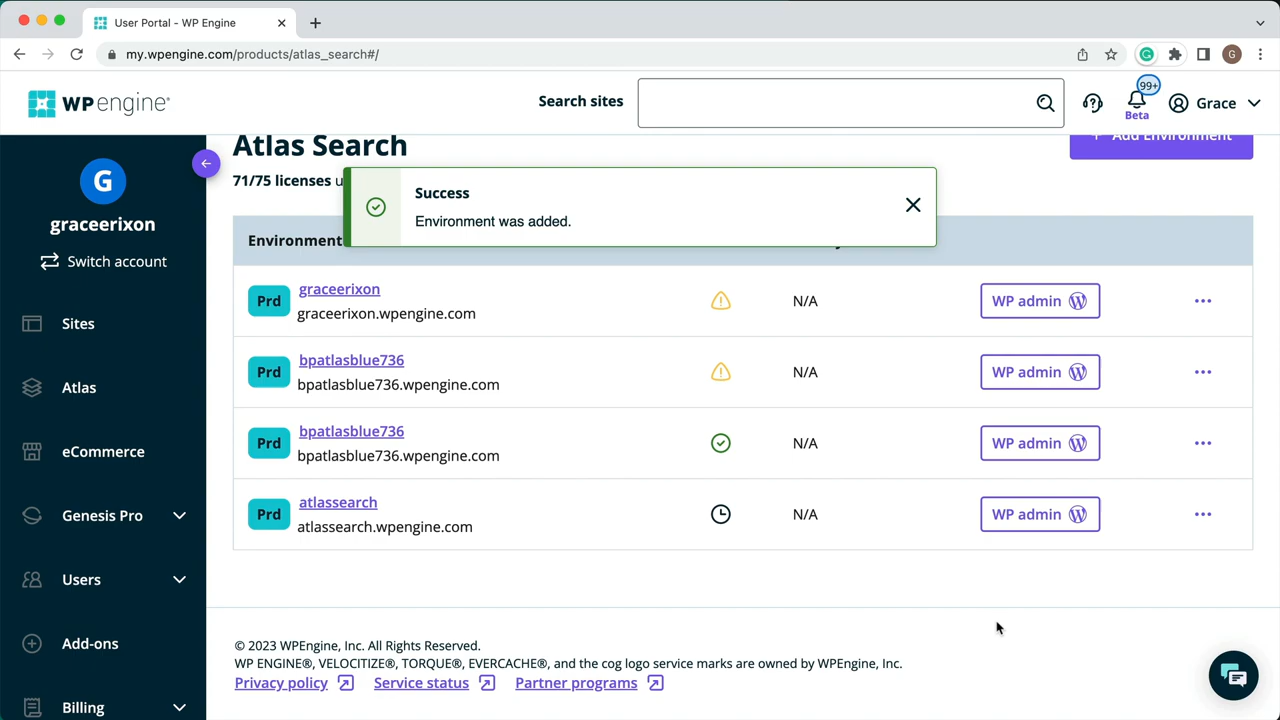 User Portal - WP Engine
my.wpengine.com/products/atlas_search#/
G
G
WPengine®
Search sites
99+
Beta
Grace
G
graceerixon
Switch account
Sites
Atlas
eCommerce
Genesis Pro
Users
Add-ons
Billing
Atlas Search
+ Add Environment
71/75 licenses u
Success
Environment was added.
Environment
Prd
graceerixon
graceerixon.wpengine.com
N/A
WP admin
Prd
bpatlasblue736
bpatlasblue736.wpengine.com
N/A
WP admin
Prd
bpatlasblue736
bpatlasblue736.wpengine.com
N/A
WP admin
Prd
atlassearch
atlassearch.wpengine.com
N/A
WP admin
© 2023 WPEngine, Inc. All Rights Reserved.
WP ENGINE®, VELOCITIZE®, TORQUE®, EVERCACHE®, and the cog logo service marks are owned by WPEngine, Inc.
Privacy policy Service status Partner programs